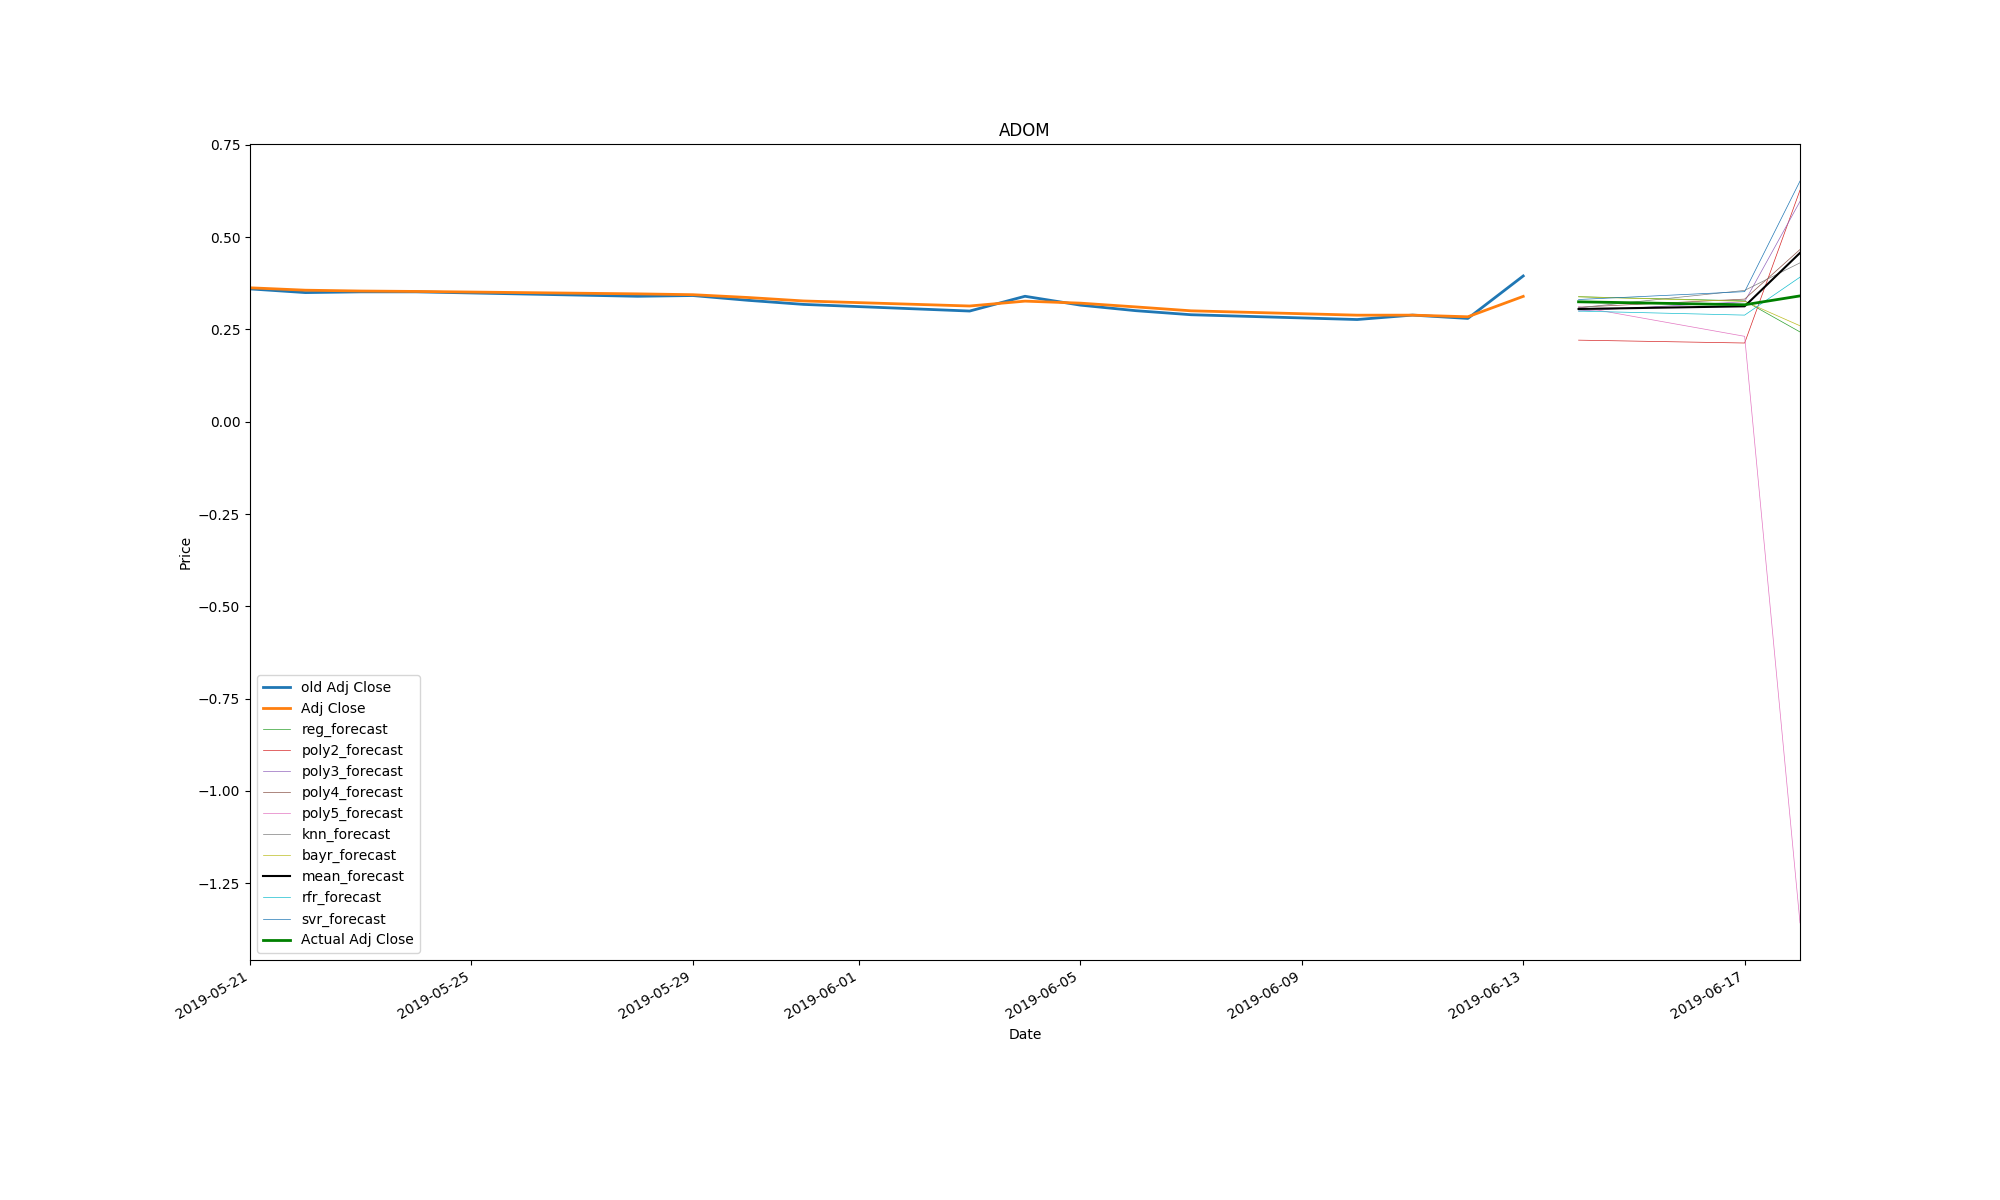 ADOM
0.75
0.50
0.25
0.00
−0.25
−0.50
−0.75
−1.00
−1.25
Price
old Adj Close
Adj Close
reg_forecast
poly2_forecast
poly3_forecast
poly4_forecast
poly5_forecast
knn_forecast
bayr_forecast
mean_forecast
rfr_forecast
svr_forecast
Actual Adj Close
2019-05-21
2019-05-25
2019-05-29
2019-06-01
2019-06-05
2019-06-09
2019-06-13
2019-06-17
Date